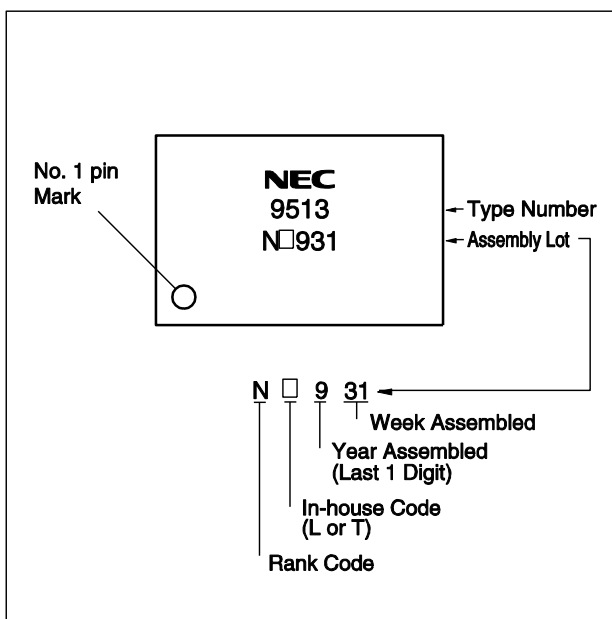 No. 1 pin
Mark
NEC
9513
N□931
Type Number
Assembly Lot
N □ 9 31
Week Assembled
Year Assembled
(Last 1 Digit)
In-house Code
(L or T)
Rank Code